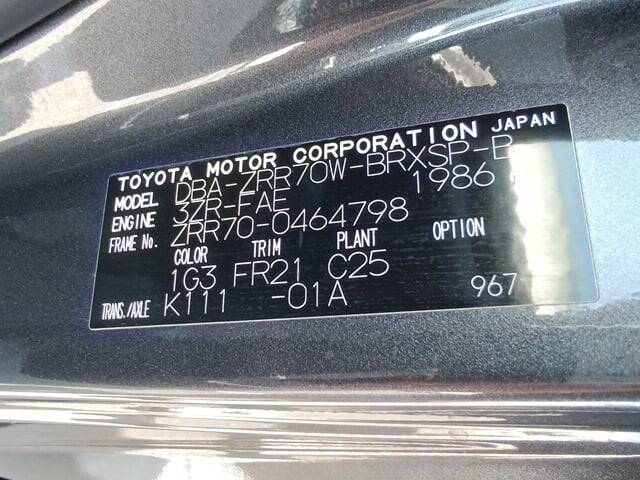 TOYOTA MOTOR CORPORATION JAPAN
MODEL DBA-ZRR70W-BRXSP-B
ENGINE 3ZR-FAE 1986
FRAME No. ZRR70-0464798
COLOR TRIM PLANT OPTION
1G3 FR21 C25
TRANS./AXLE K111 -01A 967